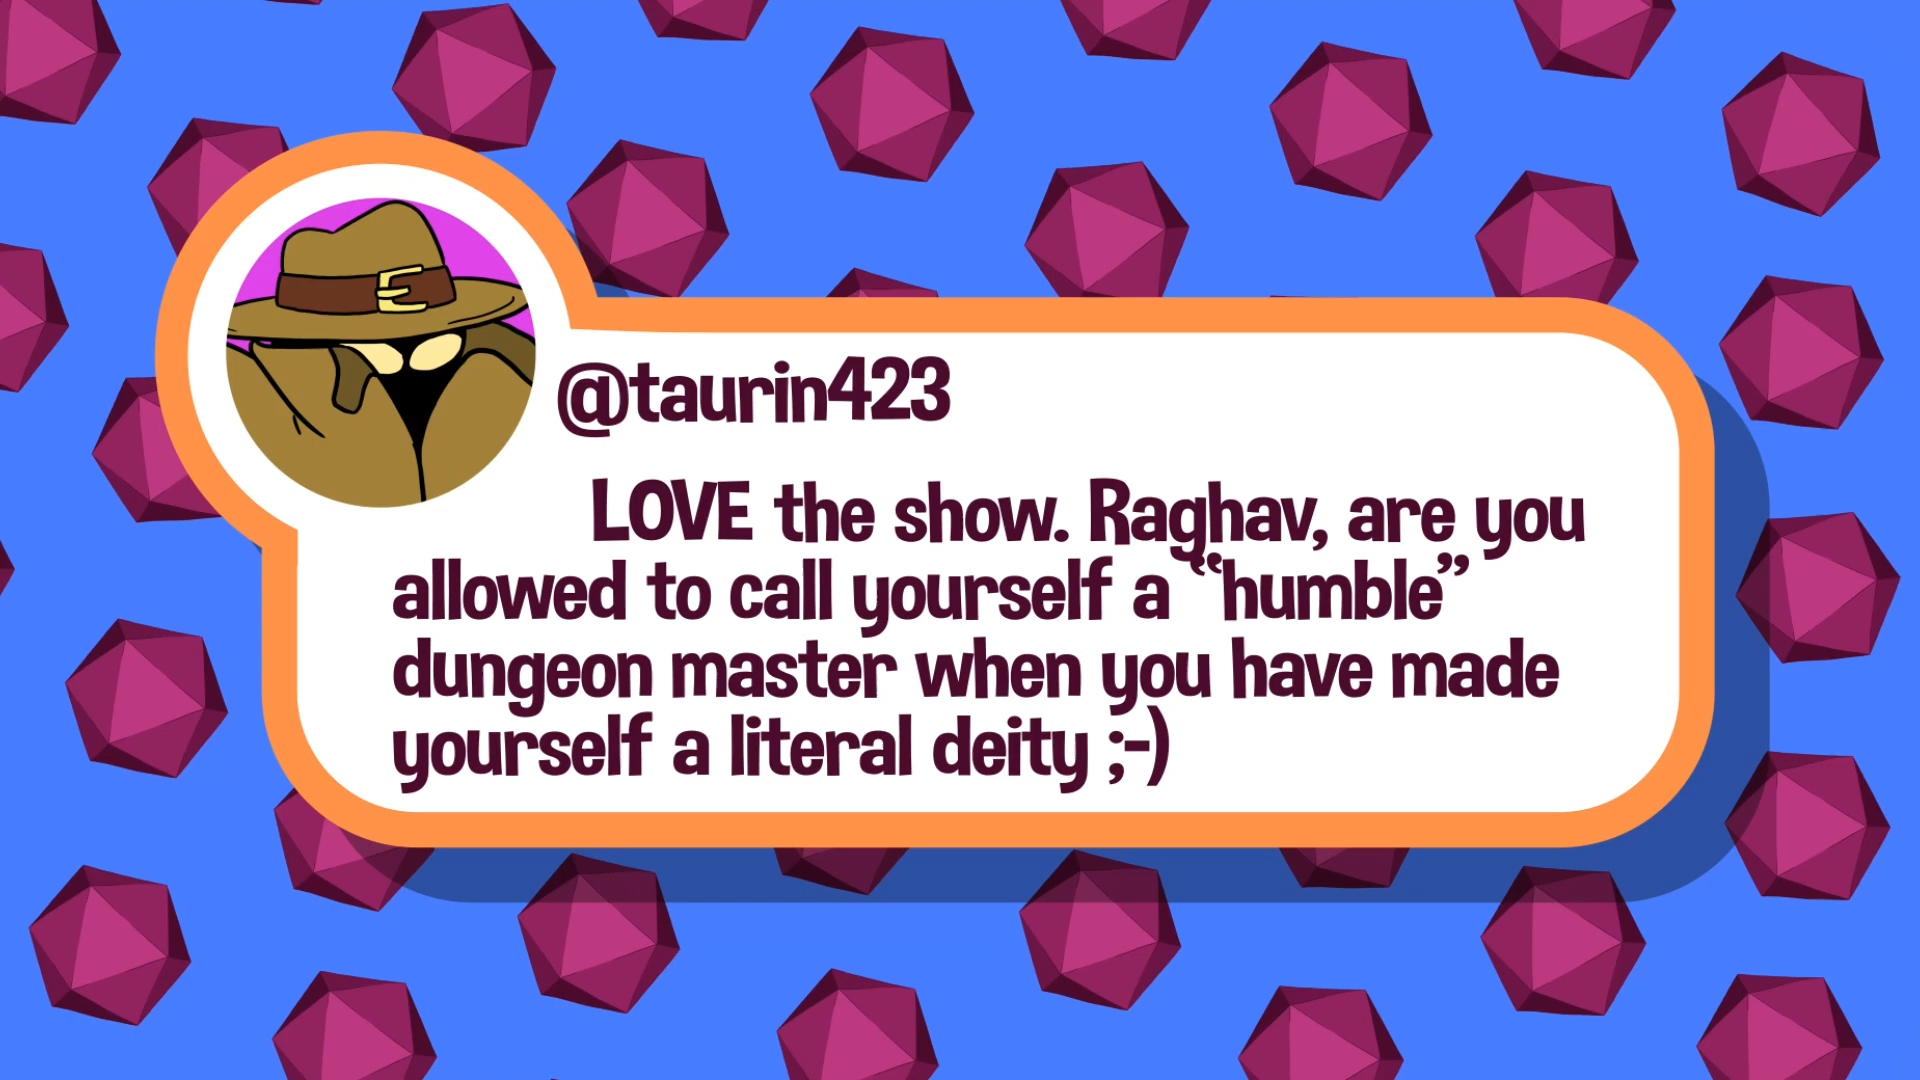 @taurin423
LOVE the show. Raghav, are you
allowed to call yourself a “humble”
dungeon master when you have made
yourself a literal deity ;-)